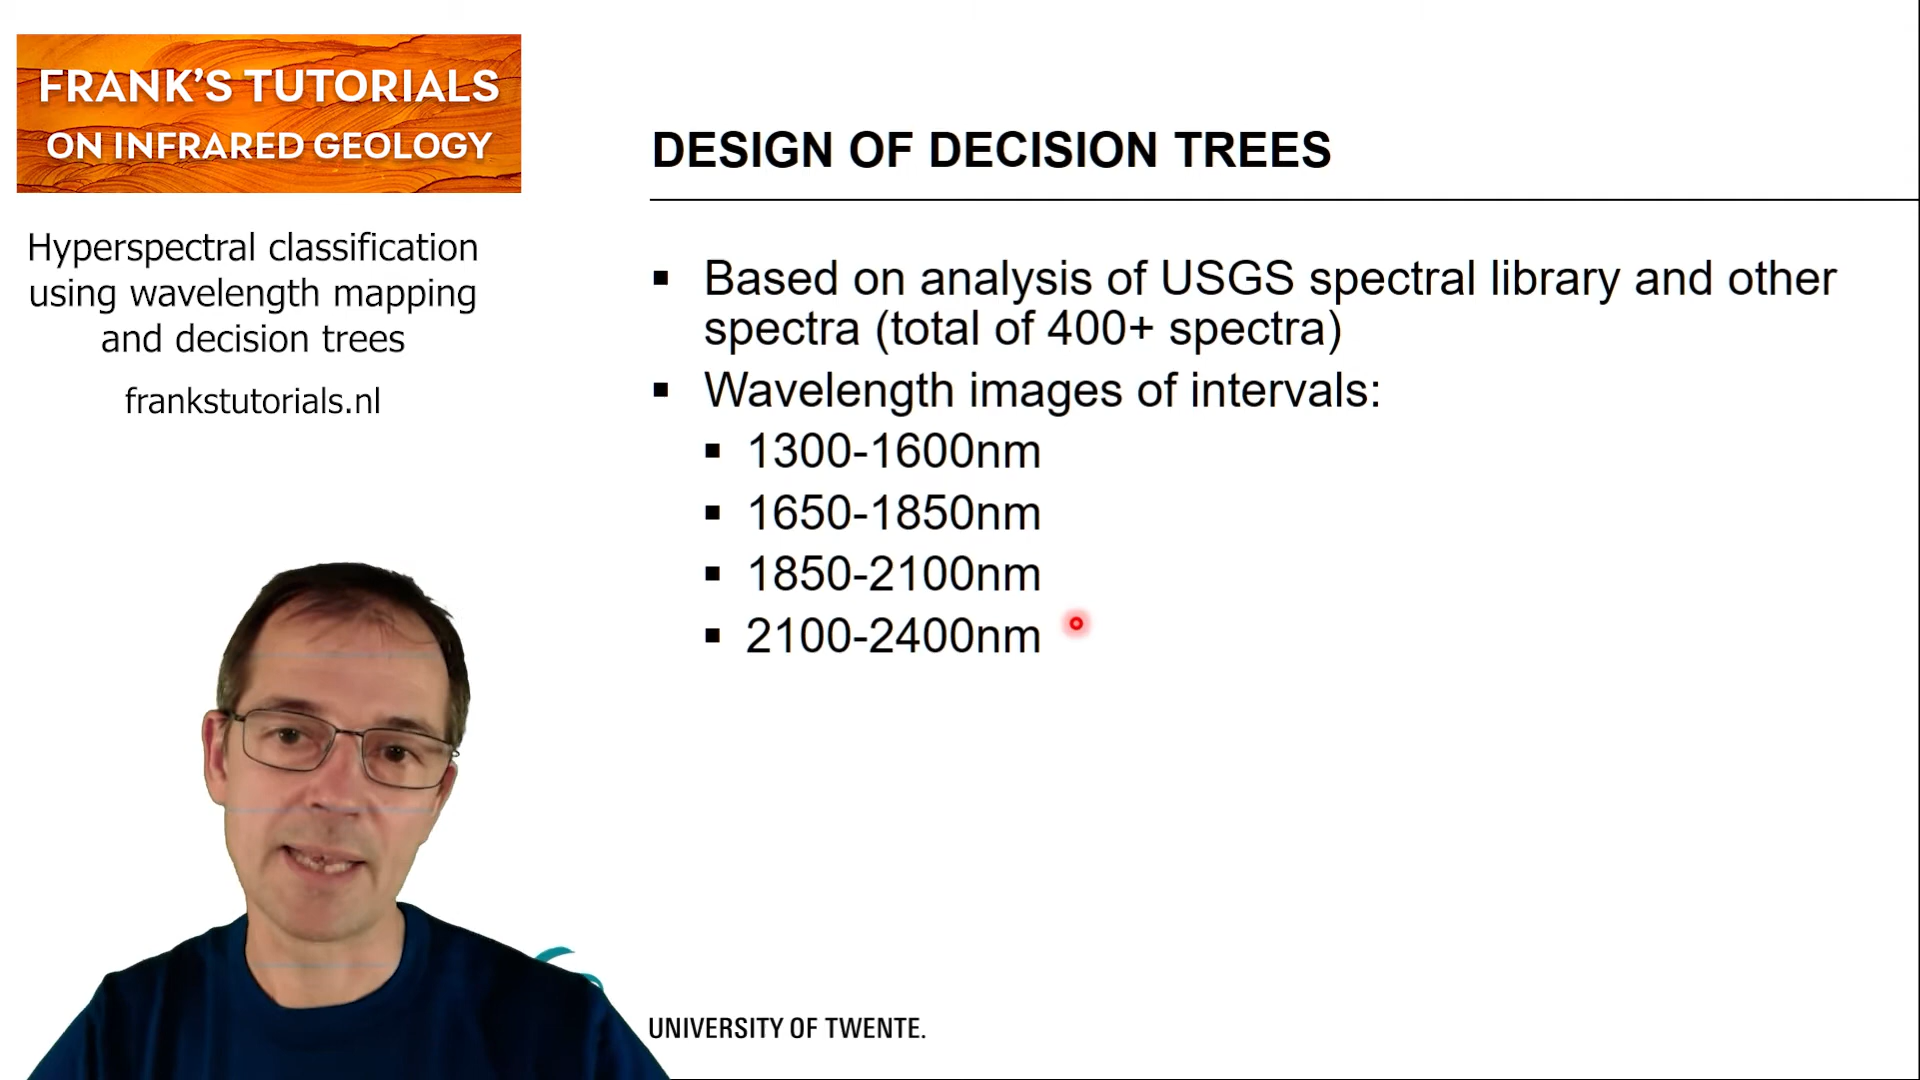 FRANK'S TUTORIALS
ON INFRARED GEOLOGY
Hyperspectral classification
using wavelength mapping
and decision trees
frankstutorials.nl
DESIGN OF DECISION TREES
▪ Based on analysis of USGS spectral library and other
spectra (total of 400+ spectra)
▪ Wavelength images of intervals:
▪ 1300-1600nm
▪ 1650-1850nm
▪ 1850-2100nm
▪ 2100-2400nm
UNIVERSITY OF TWENTE.